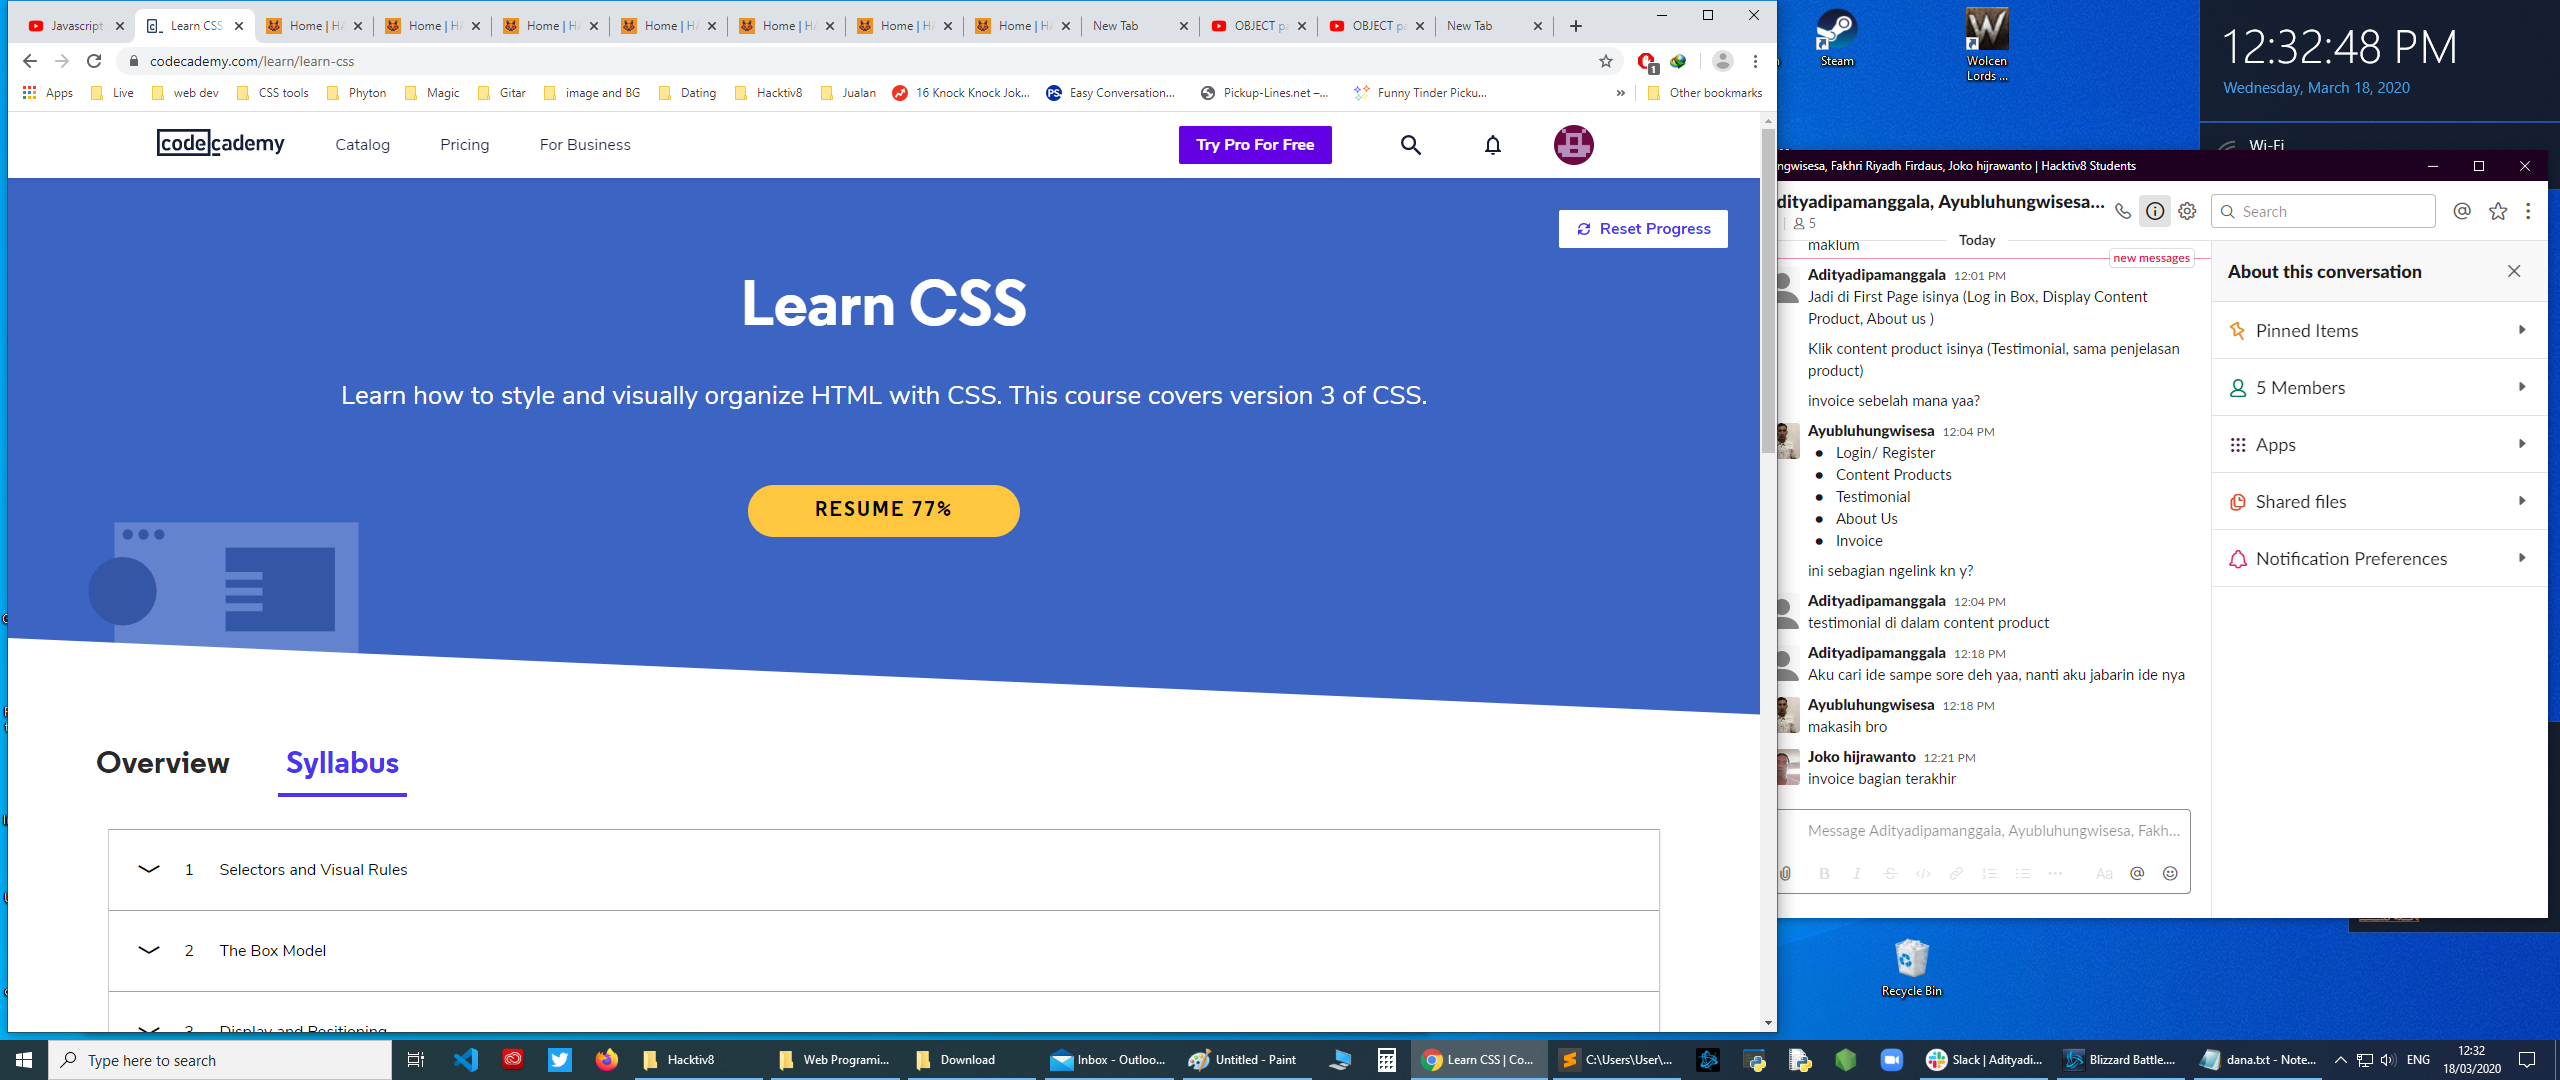 Javascript
Learn CSS
Home | HA
Home | HA
Home | HA
Home | HA
Home | HA
Home | HA
Home | HA
New Tab
OBJECT pa
OBJECT pa
New Tab
codecademy.com/learn/learn-css
1
Apps
Live
web dev
CSS tools
Phyton
Magic
Gitar
image and BG
Dating
Hacktiv8
Jualan
16 Knock Knock Jok...
Easy Conversation...
Pickup-Lines.net –...
Funny Tinder Picku...
»
Other bookmarks
codecademy
Catalog
Pricing
For Business
Try Pro For Free
Reset Progress
Learn CSS
Learn how to style and visually organize HTML with CSS. This course covers version 3 of CSS.
RESUME 77%
Overview
Syllabus
1 Selectors and Visual Rules
2 The Box Model
3 Display and Positioning
Steam
Wolcen
Lords ...
12:32:48 PM
Wednesday, March 18, 2020
Wi-Fi
ngwisesa, Fakhri Riyadh Firdaus, Joko hijrawanto | Hacktiv8 Students
dityadipamanggala, Ayubluhungwisesa...
5
Search
Today
maklum
new messages
Adityadipamanggala 12:01 PM
Jadi di First Page isinya (Log in Box, Display Content
Product, About us )
Klik content product isinya (Testimonial, sama penjelasan
product)
invoice sebelah mana yaa?
Ayubluhungwisesa 12:04 PM
• Login/ Register
• Content Products
• Testimonial
• About Us
• Invoice
ini sebagian ngelink kn y?
Adityadipamanggala 12:04 PM
testimonial di dalam content product
Adityadipamanggala 12:18 PM
Aku cari ide sampe sore deh yaa, nanti aku jabarin ide nya
Ayubluhungwisesa 12:18 PM
makasih bro
Joko hijrawanto 12:21 PM
invoice bagian terakhir
Message Adityadipamanggala, Ayubluhungwisesa, Fakh...
Aa
About this conversation
Pinned Items
5 Members
Apps
Shared files
Notification Preferences
Recycle Bin
Type here to search
Hacktiv8
Web Programi...
Download
Inbox - Outloo...
Untitled - Paint
Learn CSS | Co...
C:\Users\User\...
Slack | Adityadi...
Blizzard Battle....
dana.txt - Note...
ENG
12:32
18/03/2020